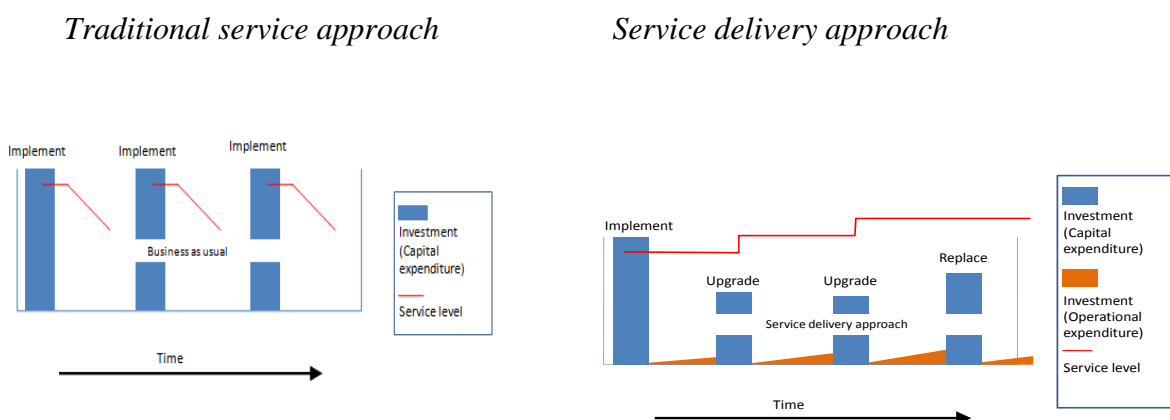 Traditional service approach
Service delivery approach
Implement
Implement
Implement
Business as usual
Investment
(Capital
expenditure)
Service level
Time
Implement
Upgrade
Upgrade
Replace
Service delivery approach
Investment
(Capital
expenditure)
Investment
(Operational
expenditure)
Service level
Time